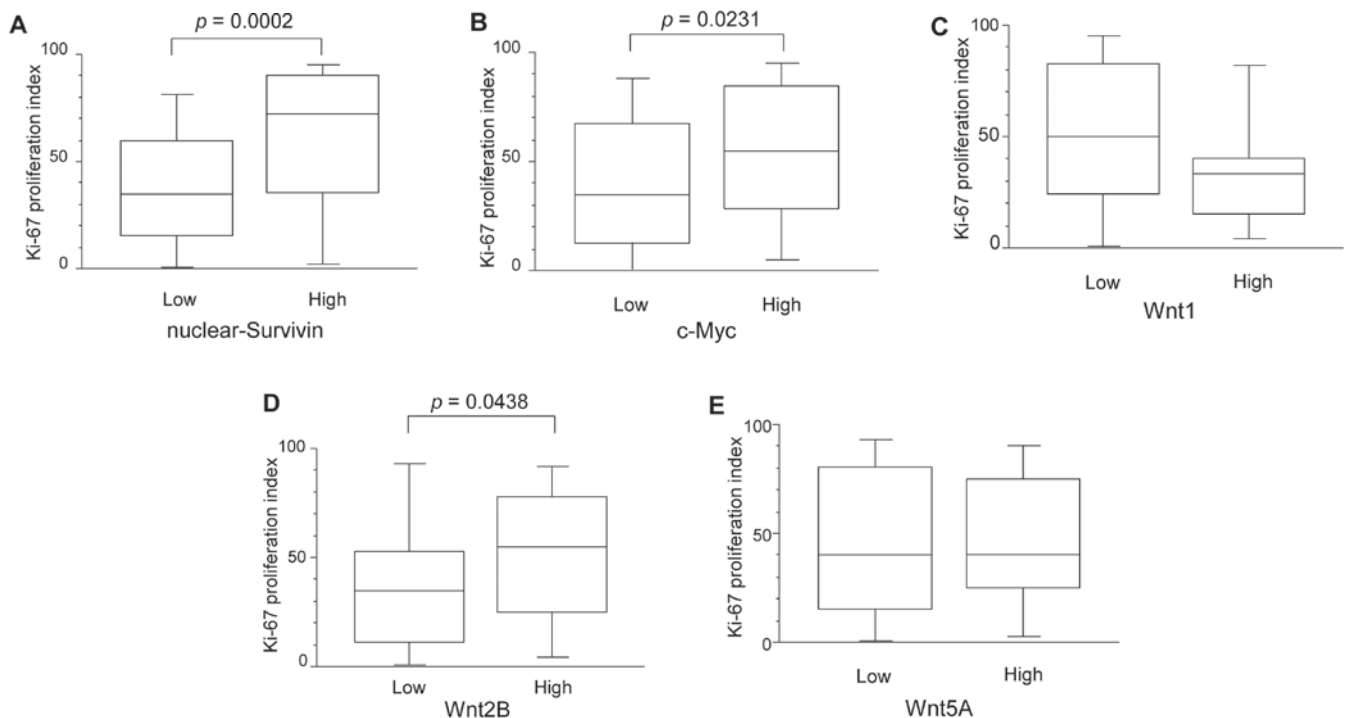 A
p = 0.0002
Ki-67 proliferation index
100
50
0
Low High
nuclear-Survivin
B
p = 0.0231
Ki-67 proliferation index
100
50
0
Low High
c-Myc
C
Ki-67 proliferation index
100
50
0
Low High
Wnt1
D
p = 0.0438
Ki-67 proliferation index
100
50
0
Low High
Wnt2B
E
Ki-67 proliferation index
100
50
0
Low High
Wnt5A